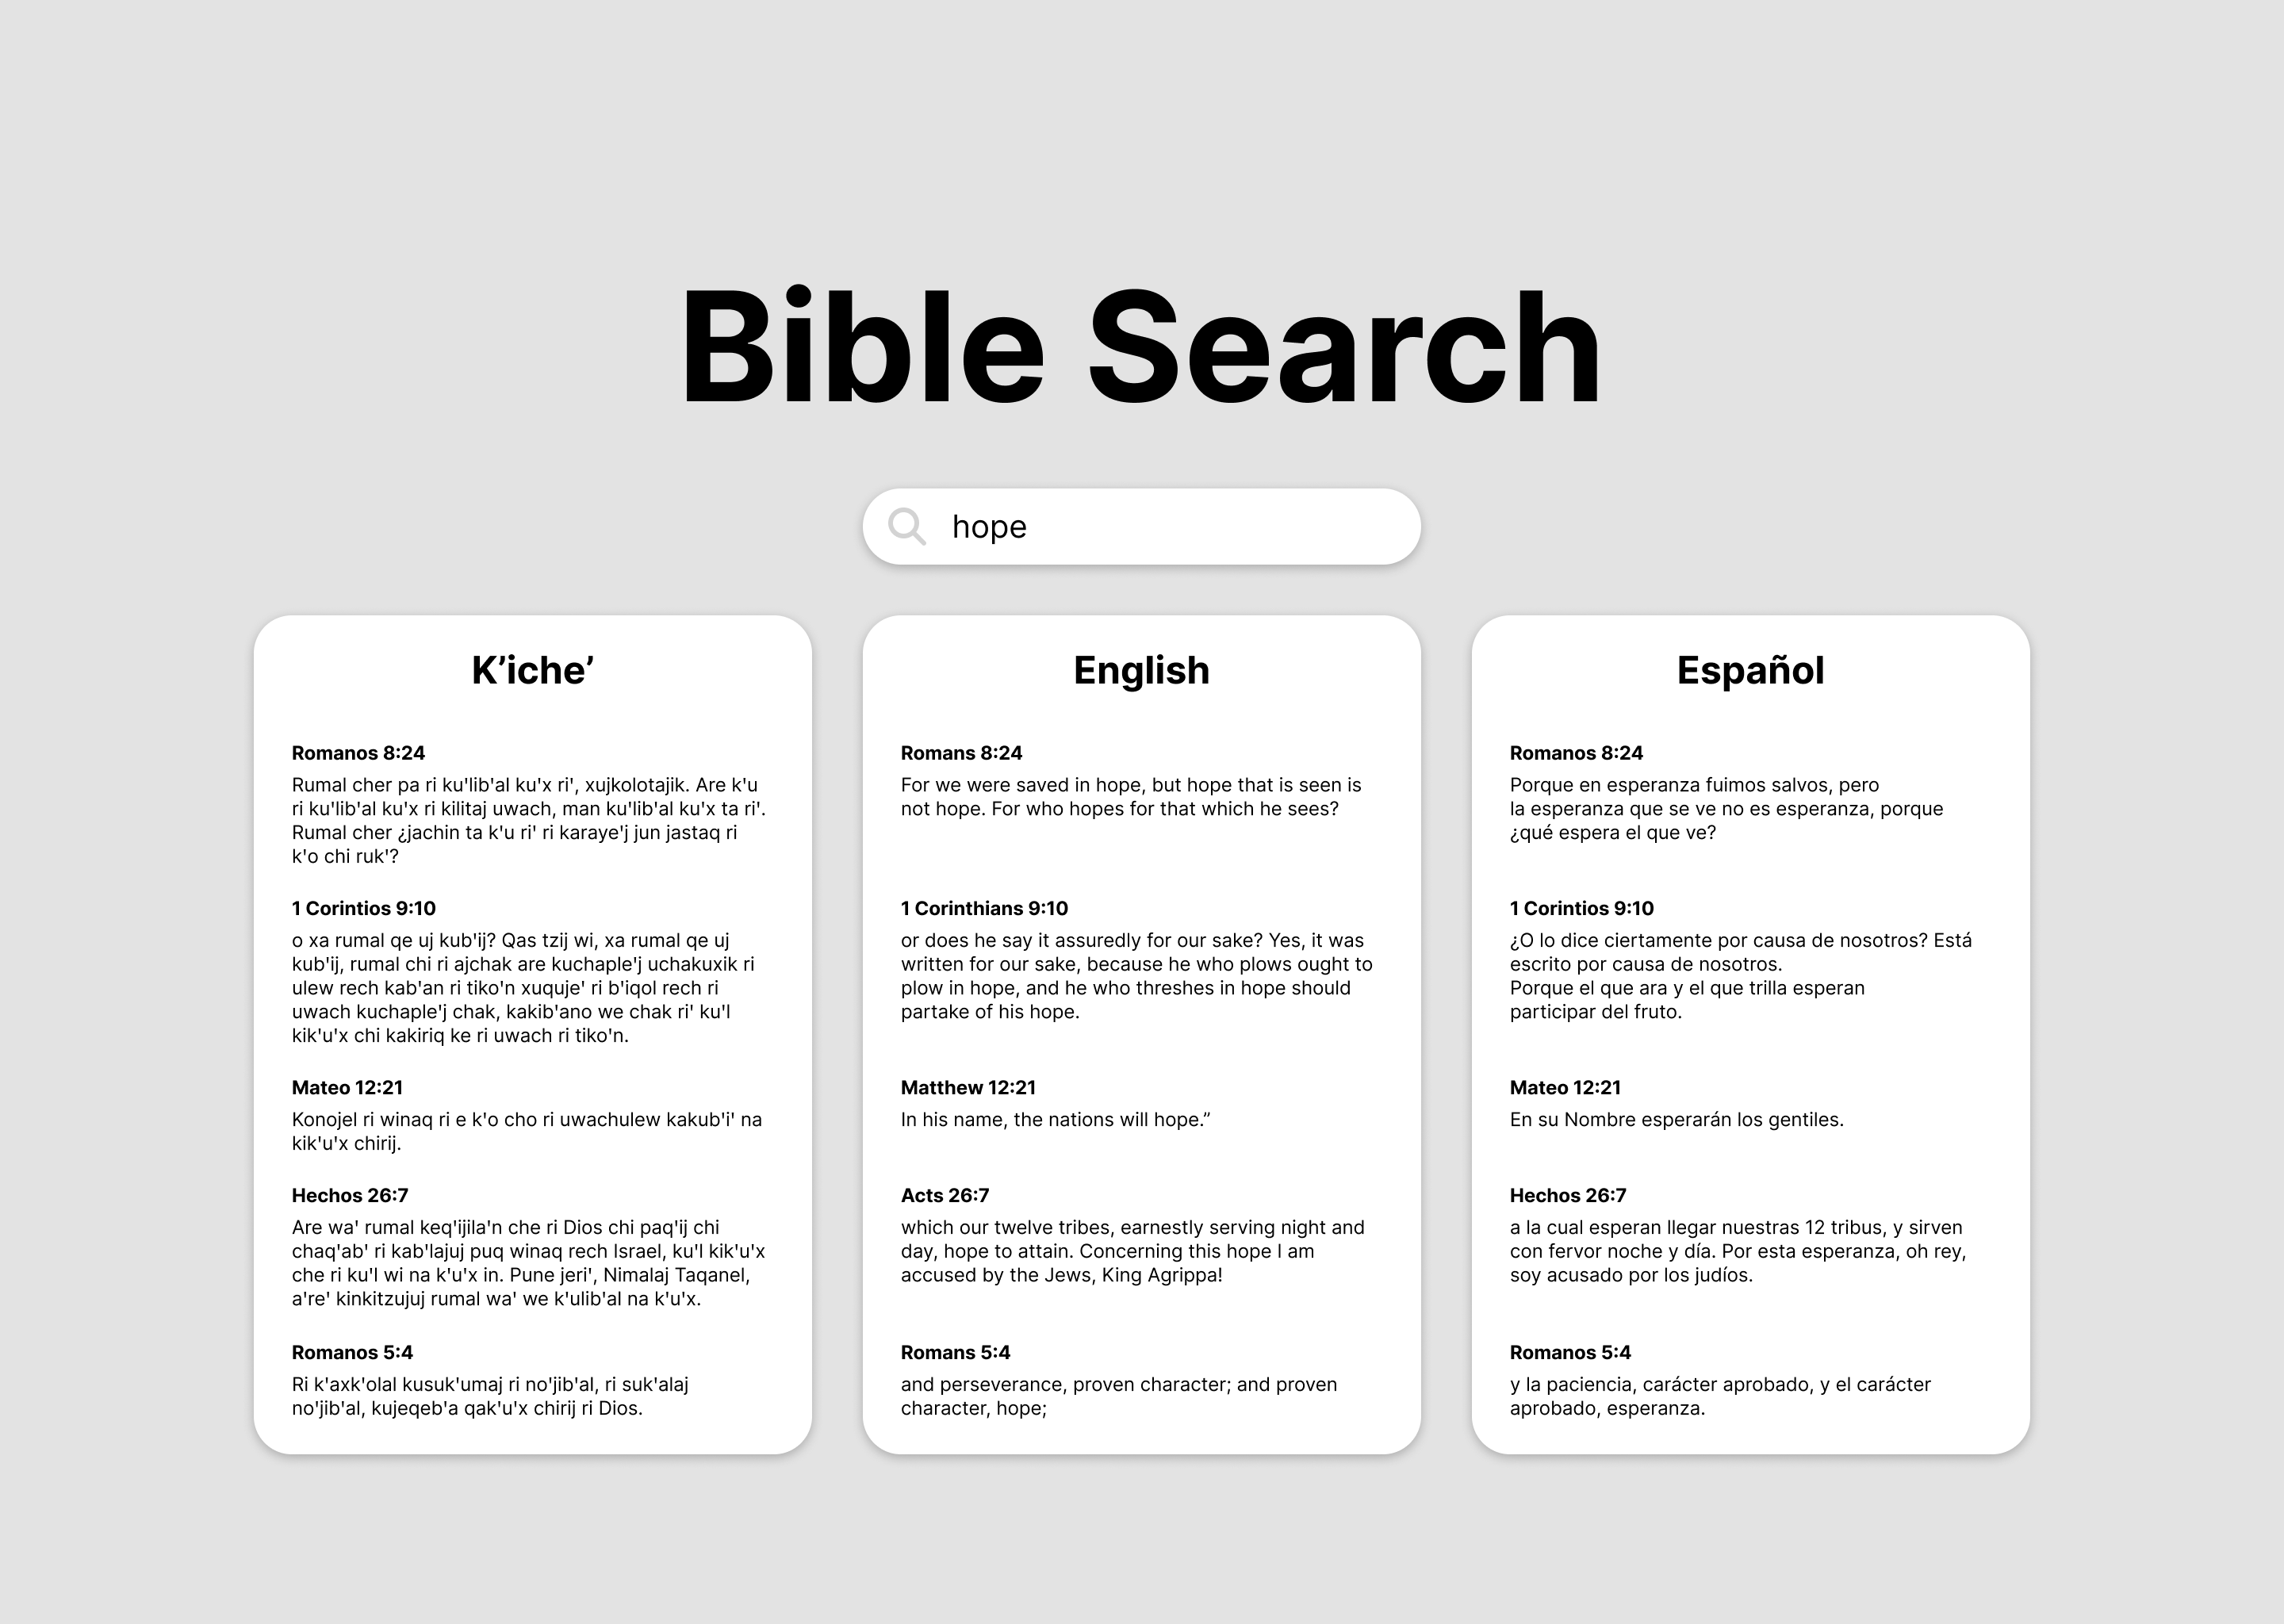 Bible Search
hope
K’iche’
Romanos 8:24
Rumal cher pa ri ku'lib'al ku'x ri', xujkolotajik. Are k'u
ri ku'lib'al ku'x ri kilitaj uwach, man ku'lib'al ku'x ta ri'.
Rumal cher ¿jachin ta k'u ri' ri karaye'j jun jastaq ri
k'o chi ruk'?
1 Corintios 9:10
o xa rumal qe uj kub'ij? Qas tzij wi, xa rumal qe uj
kub'ij, rumal chi ri ajchak are kuchaple'j uchakuxik ri
ulew rech kab'an ri tiko'n xuquje' ri b'iqol rech ri
uwach kuchaple'j chak, kakib'ano we chak ri' ku'l
kik'u'x chi kakiriq ke ri uwach ri tiko'n.
Mateo 12:21
Konojel ri winaq ri e k'o cho ri uwachulew kakub'i' na
kik'u'x chirij.
Hechos 26:7
Are wa' rumal keq'ijila'n che ri Dios chi paq'ij chi
chaq'ab' ri kab'lajuj puq winaq rech Israel, ku'l kik'u'x
che ri ku'l wi na k'u'x in. Pune jeri', Nimalaj Taqanel,
a're' kinkitzujuj rumal wa' we k'ulib'al na k'u'x.
Romanos 5:4
Ri k'axk'olal kusuk'umaj ri no'jib'al, ri suk'alaj
no'jib'al, kujeqeb'a qak'u'x chirij ri Dios.
English
Romans 8:24
For we were saved in hope, but hope that is seen is
not hope. For who hopes for that which he sees?
1 Corinthians 9:10
or does he say it assuredly for our sake? Yes, it was
written for our sake, because he who plows ought to
plow in hope, and he who threshes in hope should
partake of his hope.
Matthew 12:21
In his name, the nations will hope.”
Acts 26:7
which our twelve tribes, earnestly serving night and
day, hope to attain. Concerning this hope I am
accused by the Jews, King Agrippa!
Romans 5:4
and perseverance, proven character; and proven
character, hope;
Español
Romanos 8:24
Porque en esperanza fuimos salvos, pero
la esperanza que se ve no es esperanza, porque
¿qué espera el que ve?
1 Corintios 9:10
¿O lo dice ciertamente por causa de nosotros? Está
escrito por causa de nosotros.
Porque el que ara y el que trilla esperan
participar del fruto.
Mateo 12:21
En su Nombre esperarán los gentiles.
Hechos 26:7
a la cual esperan llegar nuestras 12 tribus, y sirven
con fervor noche y día. Por esta esperanza, oh rey,
soy acusado por los judíos.
Romanos 5:4
y la paciencia, carácter aprobado, y el carácter
aprobado, esperanza.